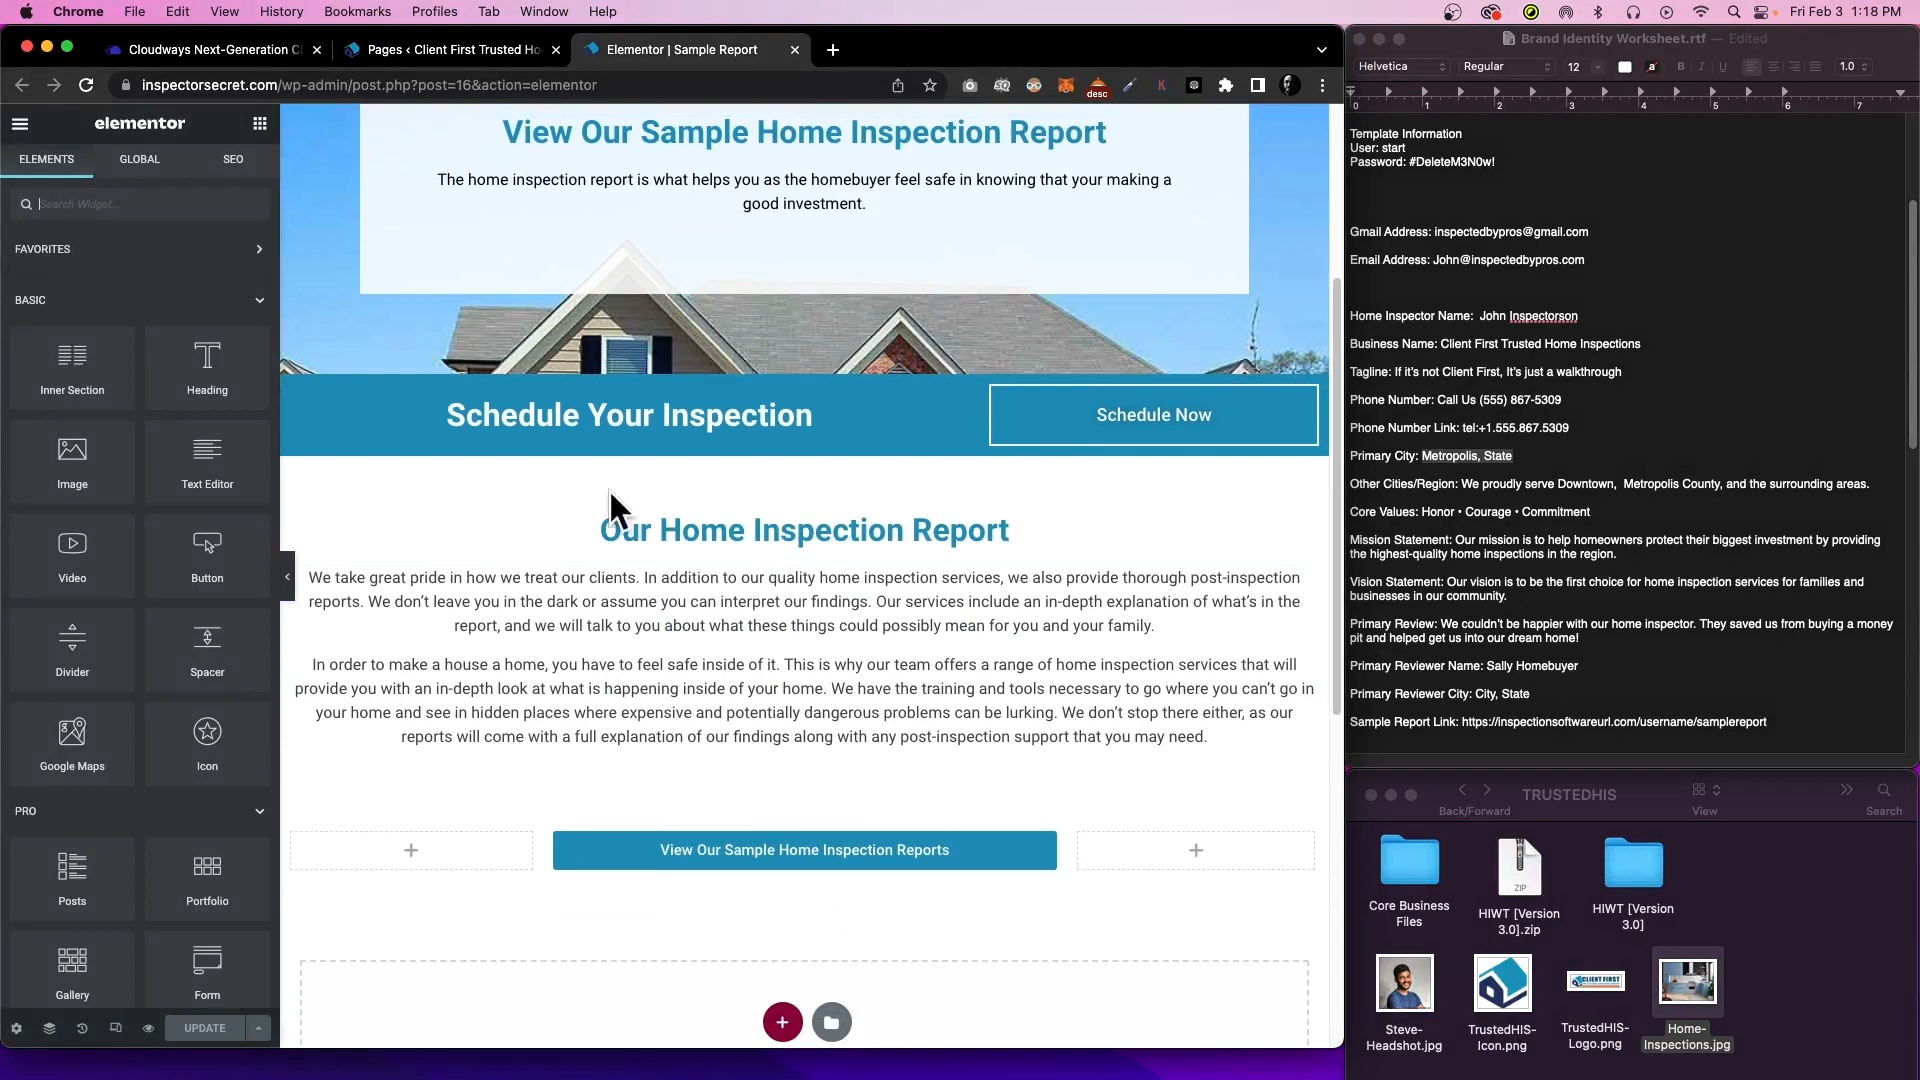 Chrome File Edit View History Bookmarks Profiles Tab Window Help
Fri Feb 3 1:18 PM
Cloudways Next-Generation Cl
Pages ‹ Client First Trusted Ho
Elementor | Sample Report
inspectorsecret.com/wp-admin/post.php?post=16&action=elementor
desc
elementor
ELEMENTS GLOBAL SEO
Search Widget...
FAVORITES
BASIC
Inner Section
Heading
Image
Text Editor
Video
Button
Divider
Spacer
Google Maps
Icon
PRO
Posts
Portfolio
Gallery
Form
UPDATE
View Our Sample Home Inspection Report
The home inspection report is what helps you as the homebuyer feel safe in knowing that your making a
good investment.
Schedule Your Inspection
Schedule Now
Our Home Inspection Report
We take great pride in how we treat our clients. In addition to our quality home inspection services, we also provide thorough post-inspection
reports. We don’t leave you in the dark or assume you can interpret our findings. Our services include an in-depth explanation of what’s in the
report, and we will talk to you about what these things could possibly mean for you and your family.
In order to make a house a home, you have to feel safe inside of it. This is why our team offers a range of home inspection services that will
provide you with an in-depth look at what is happening inside of your home. We have the training and tools necessary to go where you can’t go in
your home and see in hidden places where expensive and potentially dangerous problems can be lurking. We don’t stop there either, as our
reports will come with a full explanation of our findings along with any post-inspection support that you may need.
View Our Sample Home Inspection Reports
Brand Identity Worksheet.rtf — Edited
Helvetica Regular 12 a B I U 1.0
0 1 2 3 4 5 6 7
Template Information
User: start
Password: #DeleteM3N0w!
Gmail Address: inspectedbypros@gmail.com
Email Address: John@inspectedbypros.com
Home Inspector Name:  John Inspectorson
Business Name: Client First Trusted Home Inspections
Tagline: If it’s not Client First, It’s just a walkthrough
Phone Number: Call Us (555) 867-5309
Phone Number Link: tel:+1.555.867.5309
Primary City: Metropolis, State
Other Cities/Region: We proudly serve Downtown,  Metropolis County, and the surrounding areas.
Core Values: Honor • Courage • Commitment
Mission Statement: Our mission is to help homeowners protect their biggest investment by providing
the highest-quality home inspections in the region.
Vision Statement: Our vision is to be the first choice for home inspection services for families and
businesses in our community.
Primary Review: We couldn’t be happier with our home inspector. They saved us from buying a money
pit and helped get us into our dream home!
Primary Reviewer Name: Sally Homebuyer
Primary Reviewer City: City, State
Sample Report Link: https://inspectionsoftwareurl.com/username/samplereport
TRUSTEDHIS
Back/Forward
View
Search
Core Business
Files
ZIP
HIWT [Version
3.0].zip
HIWT [Version
3.0]
CLIENT FIRST
Steve-
Headshot.jpg
TrustedHIS-
Icon.png
TrustedHIS-
Logo.png
Home-
Inspections.jpg